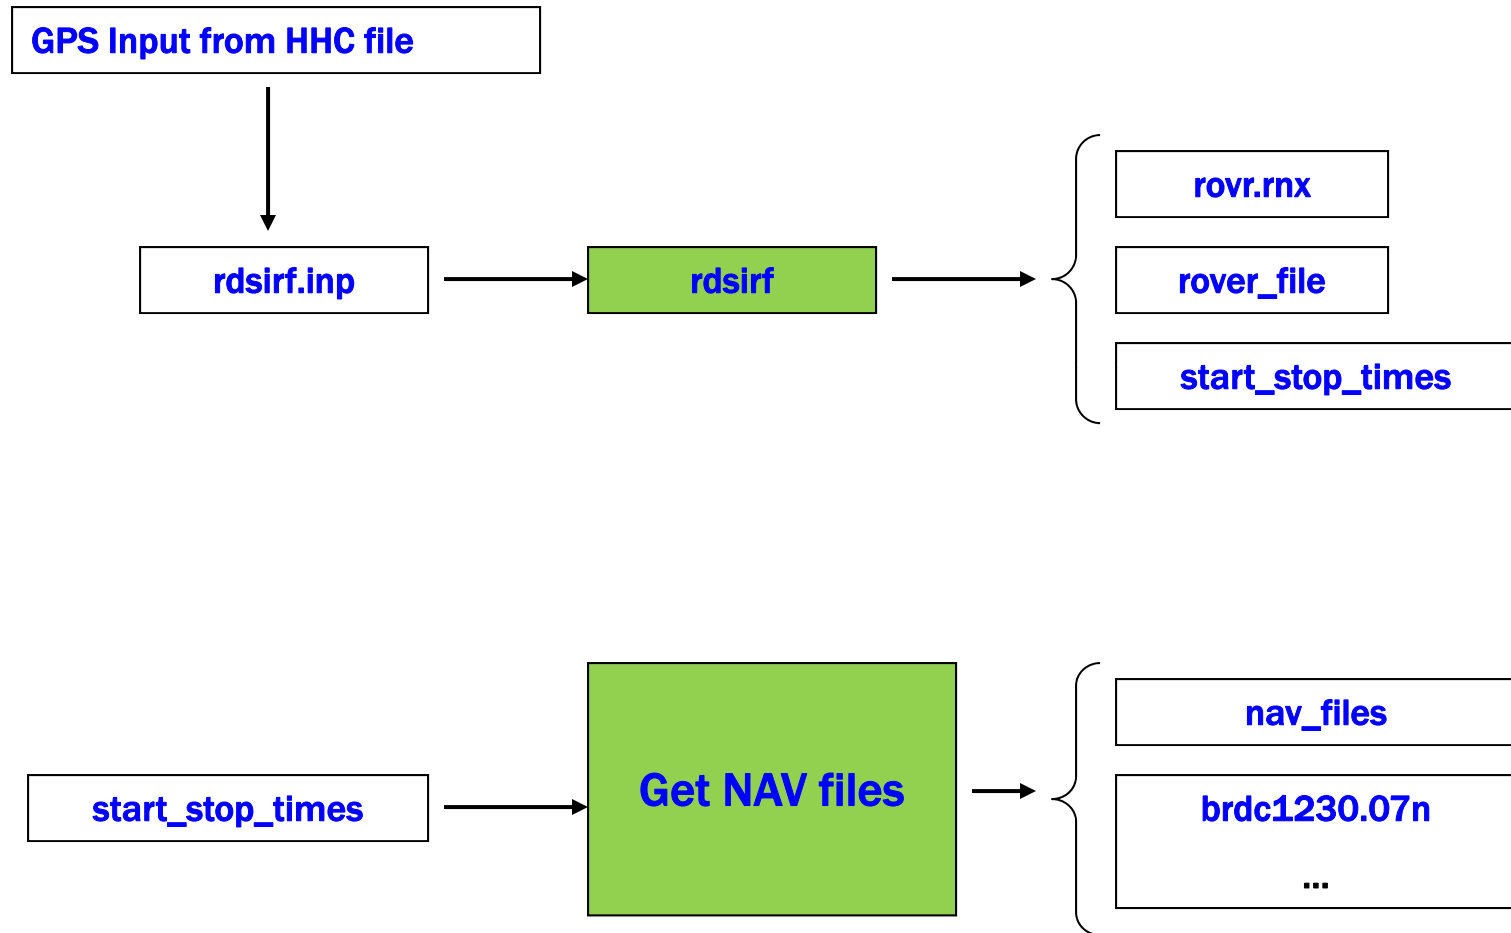 GPS Input from HHC file
rovr.rnx
rdsirf.inp
rdsirf
rover_file
start_stop_times
nav_files
Get NAV files
start_stop_times
brdc1230.07n
...